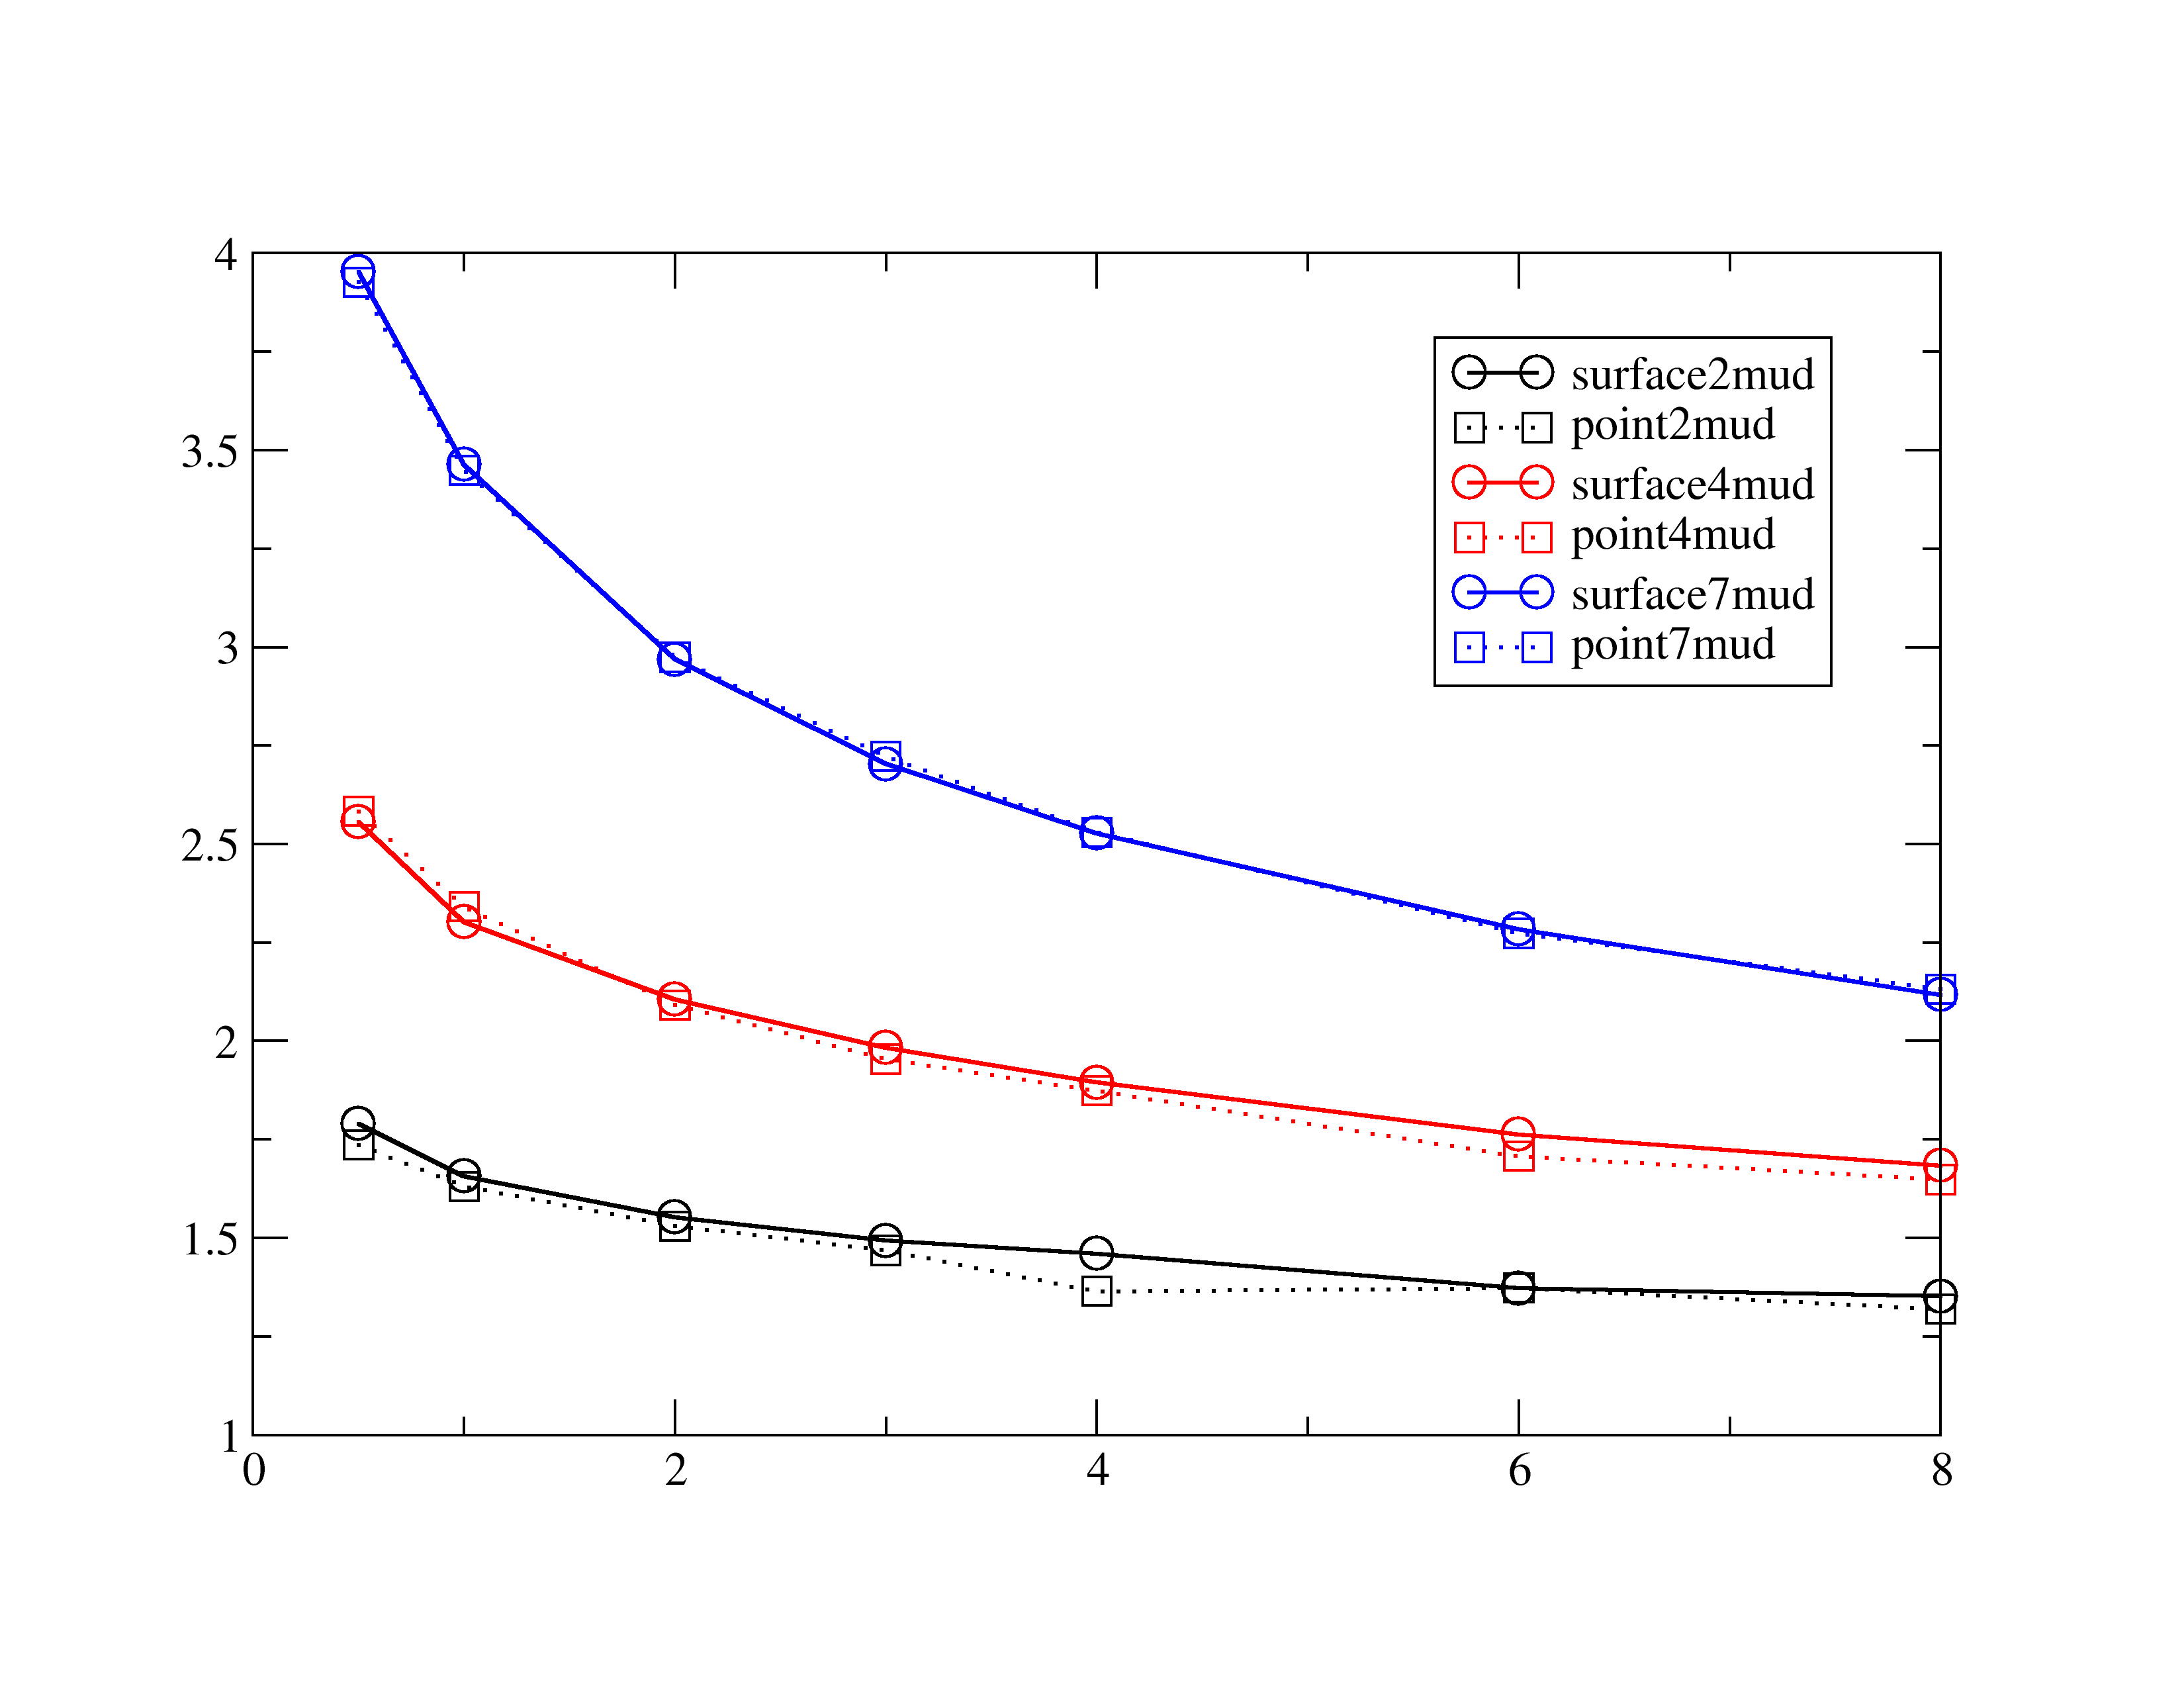 4
3.5
3
2.5
2
1.5
1
0 2 4 6 8
surface2mud
point2mud
surface4mud
point4mud
surface7mud
point7mud